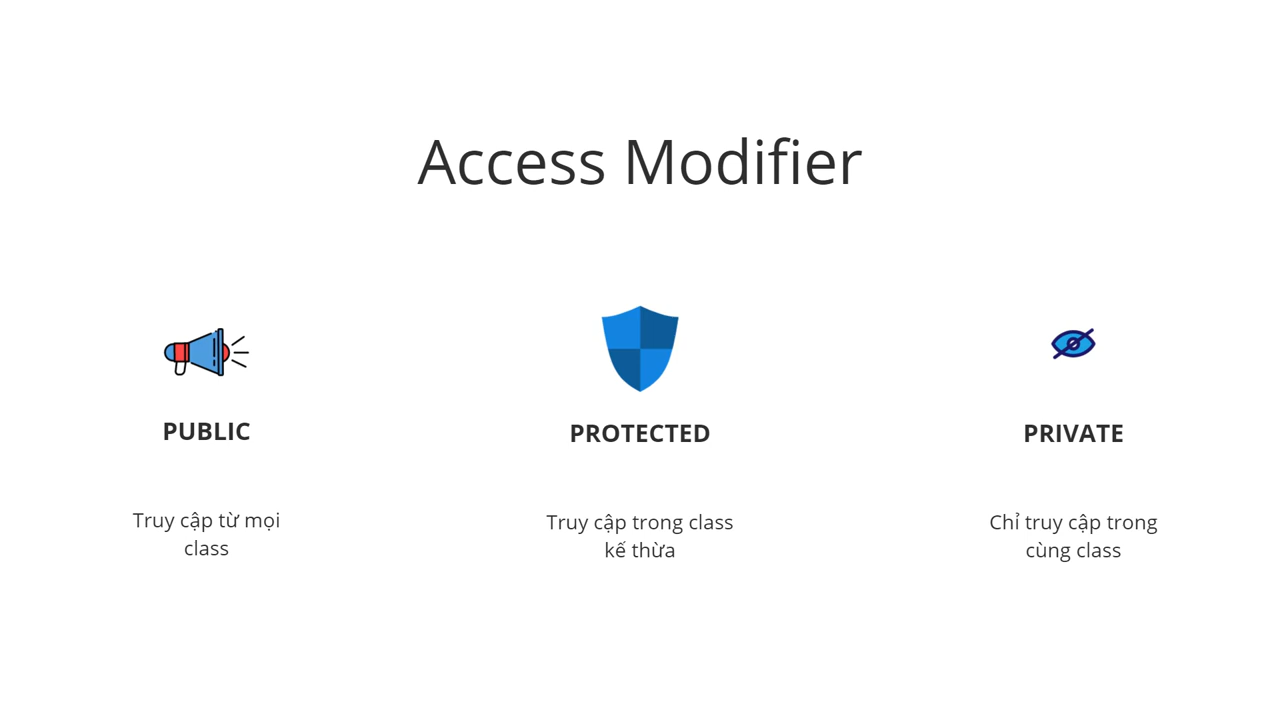 Access Modifier
PUBLIC
Truy cập từ mọi
class
PROTECTED
Truy cập trong class
kế thừa
PRIVATE
Chỉ truy cập trong
cùng class